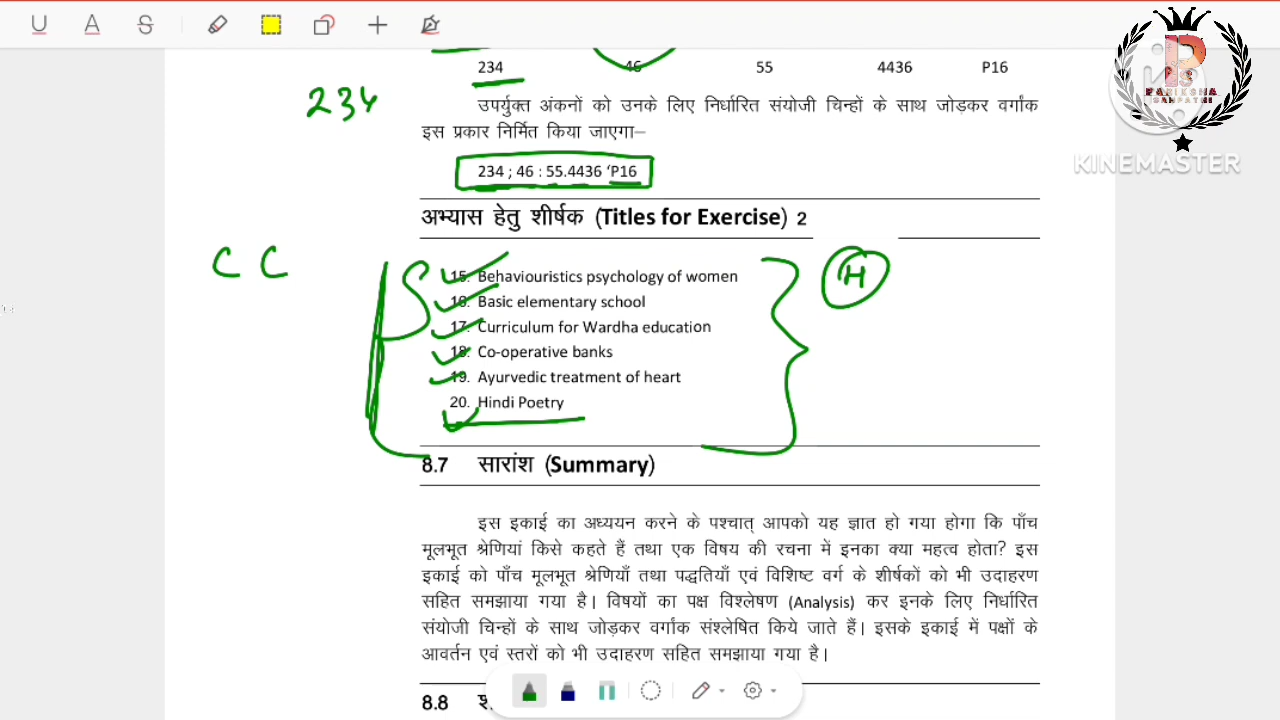 234 46 55 4436 P16
234
उपर्युक्त अंकनों को उनके लिए निर्धारित संयोजी चिन्हों के साथ जोड़कर वर्गांक
इस प्रकार निर्मित किया जाएगा–
234 ; 46 : 55.4436 ‘P16
PARIKSHA
KINEMASTER
अभ्यास हेतु शीर्षक (Titles for Exercise) 2
C C
H
15. Behaviouristics psychology of women
16. Basic elementary school
17. Curriculum for Wardha education
18. Co-operative banks
19. Ayurvedic treatment of heart
20. Hindi Poetry
8.7 सारांश (Summary)
इस इकाई का अध्ययन करने के पश्चात् आपको यह ज्ञात हो गया होगा कि पाँच
मूलभूत श्रेणियां किसे कहते हैं तथा एक विषय की रचना में इनका क्या महत्व होता? इस
इकाई को पाँच मूलभूत श्रेणियाँ तथा पद्धतियाँ एवं विशिष्ट वर्ग के शीर्षकों को भी उदाहरण
सहित समझाया गया है। विषयों का पक्ष विश्लेषण (Analysis) कर इनके लिए निर्धारित
संयोजी चिन्हों के साथ जोड़कर वर्गांक संश्लेषित किये जाते हैं। इसके इकाई में पक्षों के
आवर्तन एवं स्तरों को भी उदाहरण सहित समझाया गया है।
8.8